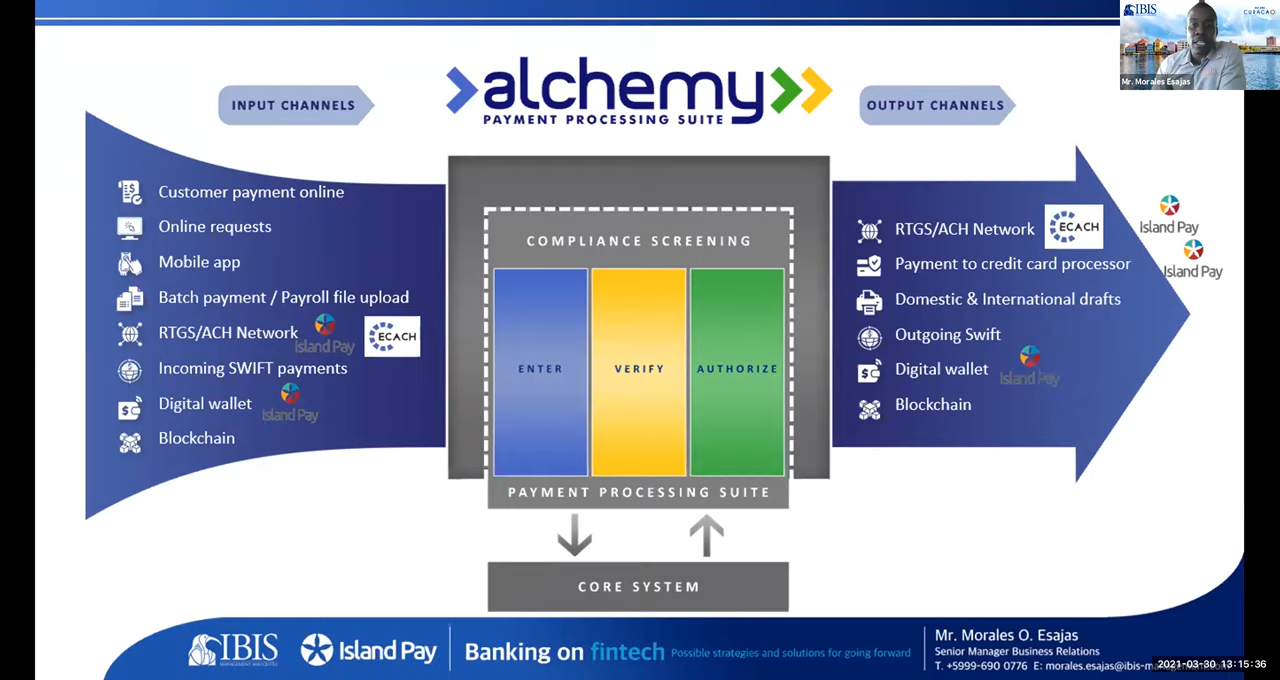 IBIS
CURAÇAO
Mr. Morales Esajas
INPUT CHANNELS
alchemy
PAYMENT PROCESSING SUITE
OUTPUT CHANNELS
Customer payment online
Online requests
Mobile app
Batch payment / Payroll file upload
RTGS/ACH Network
Island Pay
ECACH
Incoming SWIFT payments
Digital wallet
Island Pay
Blockchain
COMPLIANCE SCREENING
ENTER
VERIFY
AUTHORIZE
PAYMENT PROCESSING SUITE
CORE SYSTEM
RTGS/ACH Network
ECACH
Island Pay
Island Pay
Payment to credit card processor
Domestic & International drafts
Outgoing Swift
Digital wallet
Island Pay
Blockchain
IBIS
MANAGEMENT ASSOCIATES
Island Pay
Banking on fintech
Possible strategies and solutions for going forward
Mr. Morales O. Esajas
Senior Manager Business Relations
T. +5999-690 0776 E: morales.esajas@ibis-m
2021-03-30 13:15:36